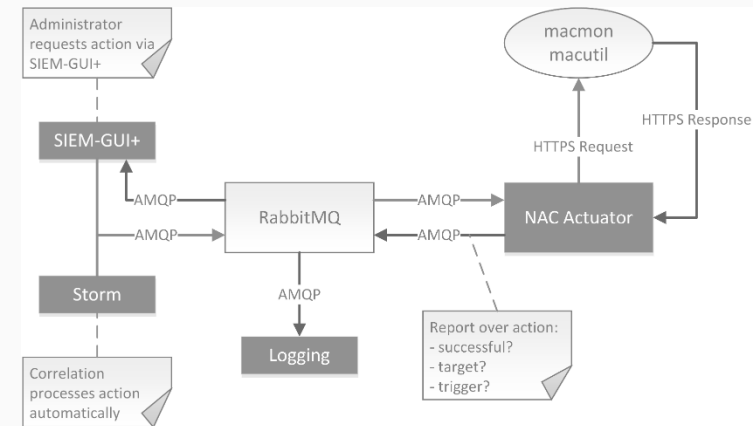 Administrator
requests action via
SIEM-GUI+
macmon
macutil
SIEM-GUI+
HTTPS Response
HTTPS Request
AMQP
AMQP
RabbitMQ
NAC Actuator
AMQP
AMQP
Storm
AMQP
Logging
Report over action:
- successful?
- target?
- trigger?
Correlation
processes action
automatically